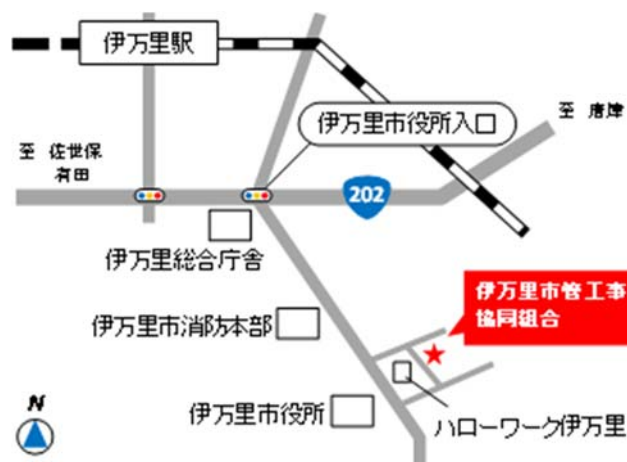 伊万里駅
伊万里市役所入口
至 唐津
至 佐世保
有田
202
伊万里総合庁舎
伊万里市管工事
協同組合
伊万里市消防本部
伊万里市役所
ハローワーク伊万里
N